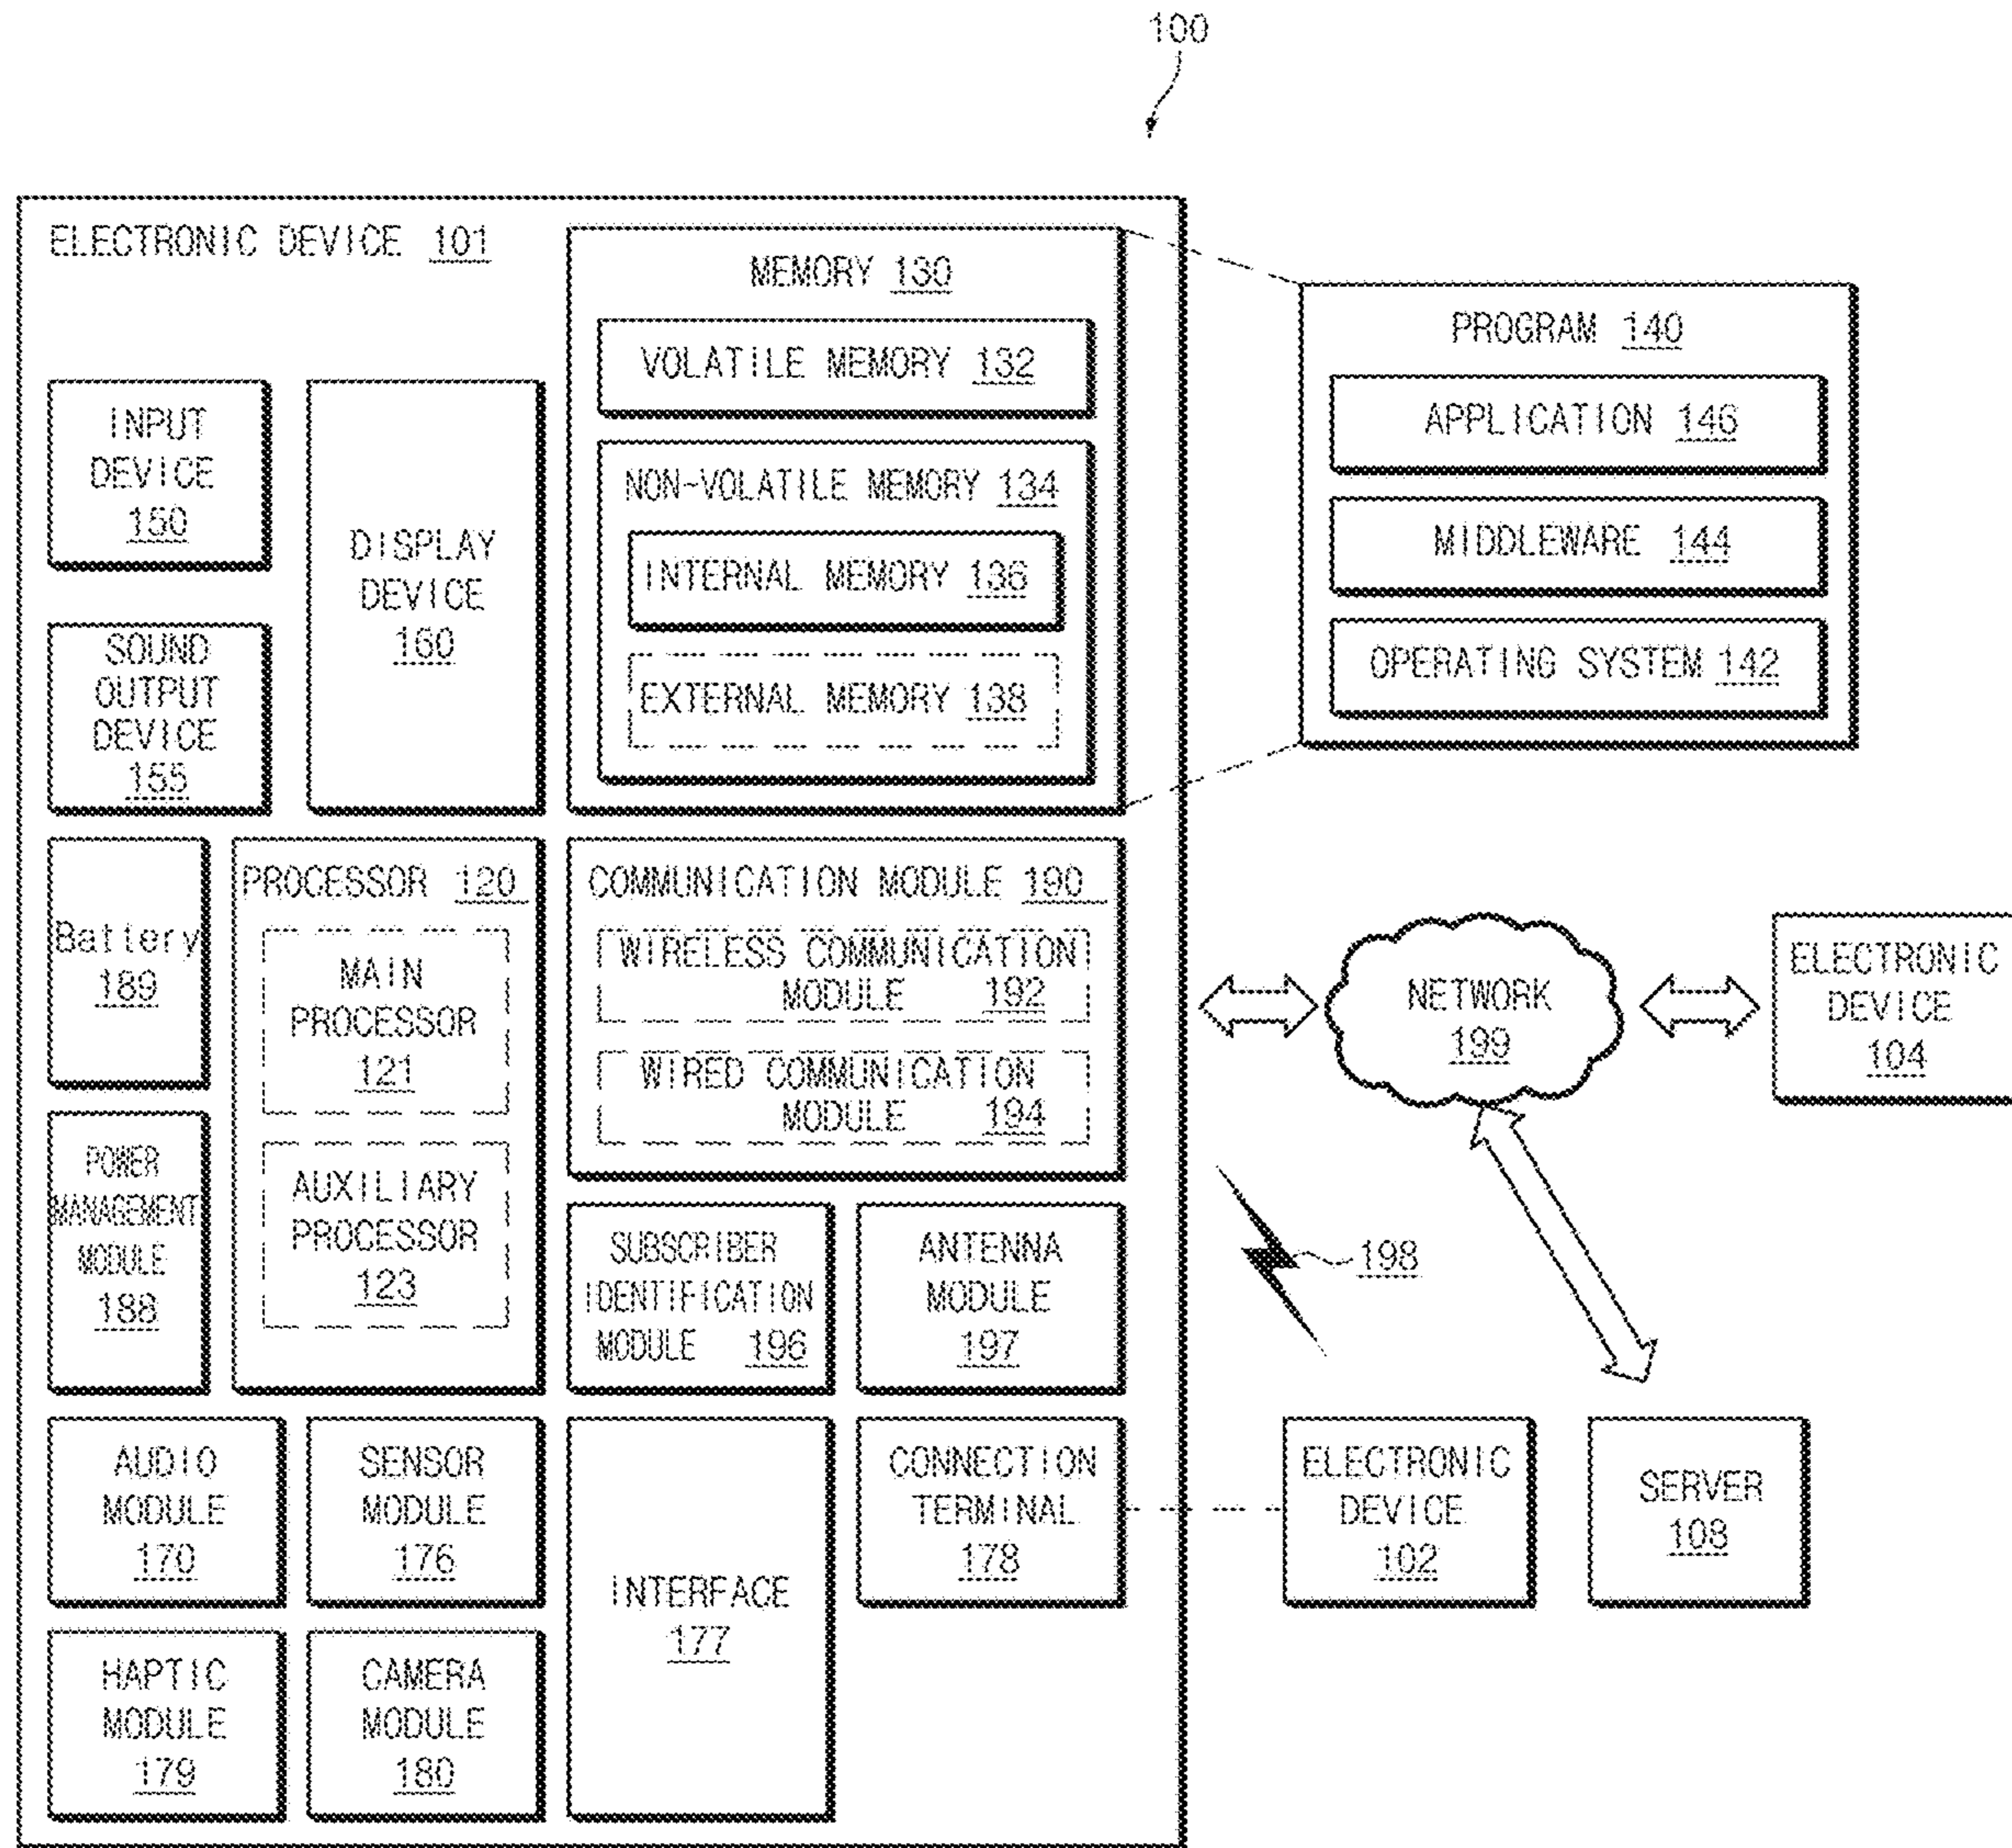 100
ELECTRONIC DEVICE 101
MEMORY 130
VOLATILE MEMORY 132
NON-VOLATILE MEMORY 134
INTERNAL MEMORY 136
EXTERNAL MEMORY 138
INPUT
DEVICE
150
SOUND
OUTPUT
DEVICE
155
DISPLAY
DEVICE
160
PROGRAM 140
APPLICATION 146
MIDDLEWARE 144
OPERATING SYSTEM 142
Battery
189
POWER
MANAGEMENT
MODULE
188
PROCESSOR 120
MAIN
PROCESSOR
121
AUXILIARY
PROCESSOR
123
COMMUNICATION MODULE 190
WIRELESS COMMUNICATION
MODULE 192
WIRED COMMUNICATION
MODULE 194
SUBSCRIBER
IDENTIFICATION
MODULE 196
ANTENNA
MODULE
197
NETWORK
199
ELECTRONIC
DEVICE
104
198
AUDIO
MODULE
170
SENSOR
MODULE
176
INTERFACE
177
CONNECTION
TERMINAL
178
ELECTRONIC
DEVICE
102
SERVER
108
HAPTIC
MODULE
179
CAMERA
MODULE
180